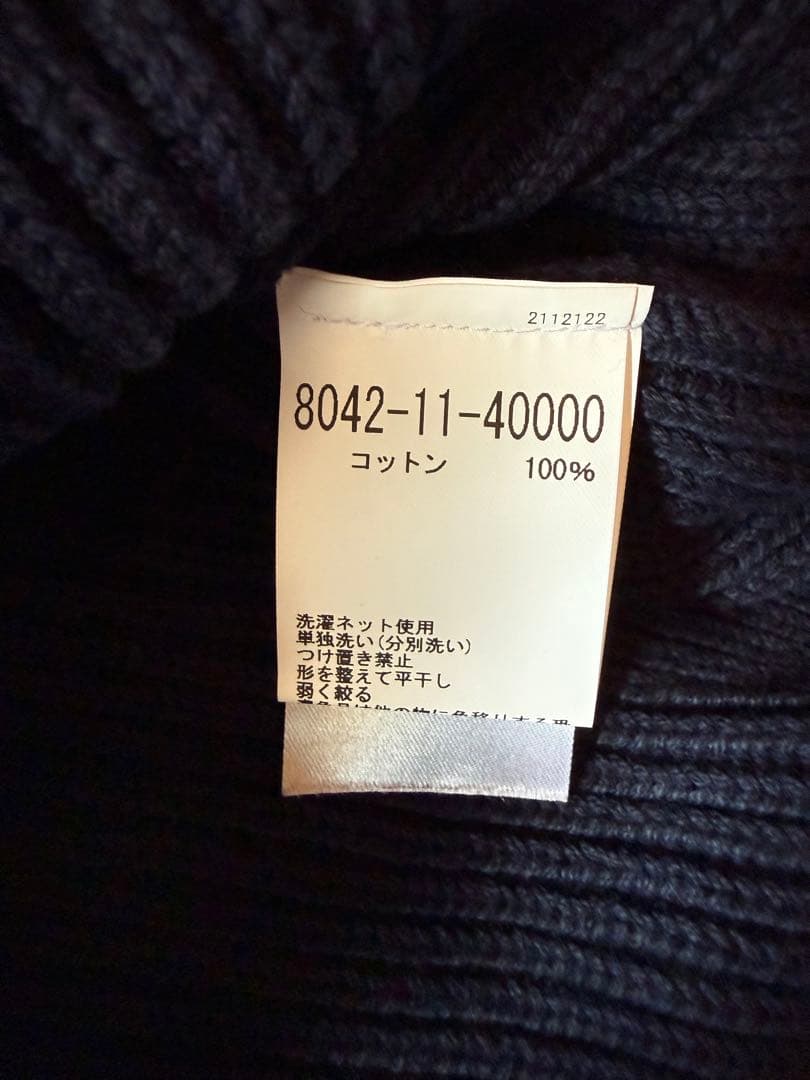 2112122
8042-11-40000
コットン 100%
洗濯ネット使用
単独洗い(分別洗い)
つけ置き禁止
形を整えて平干し
弱く絞る